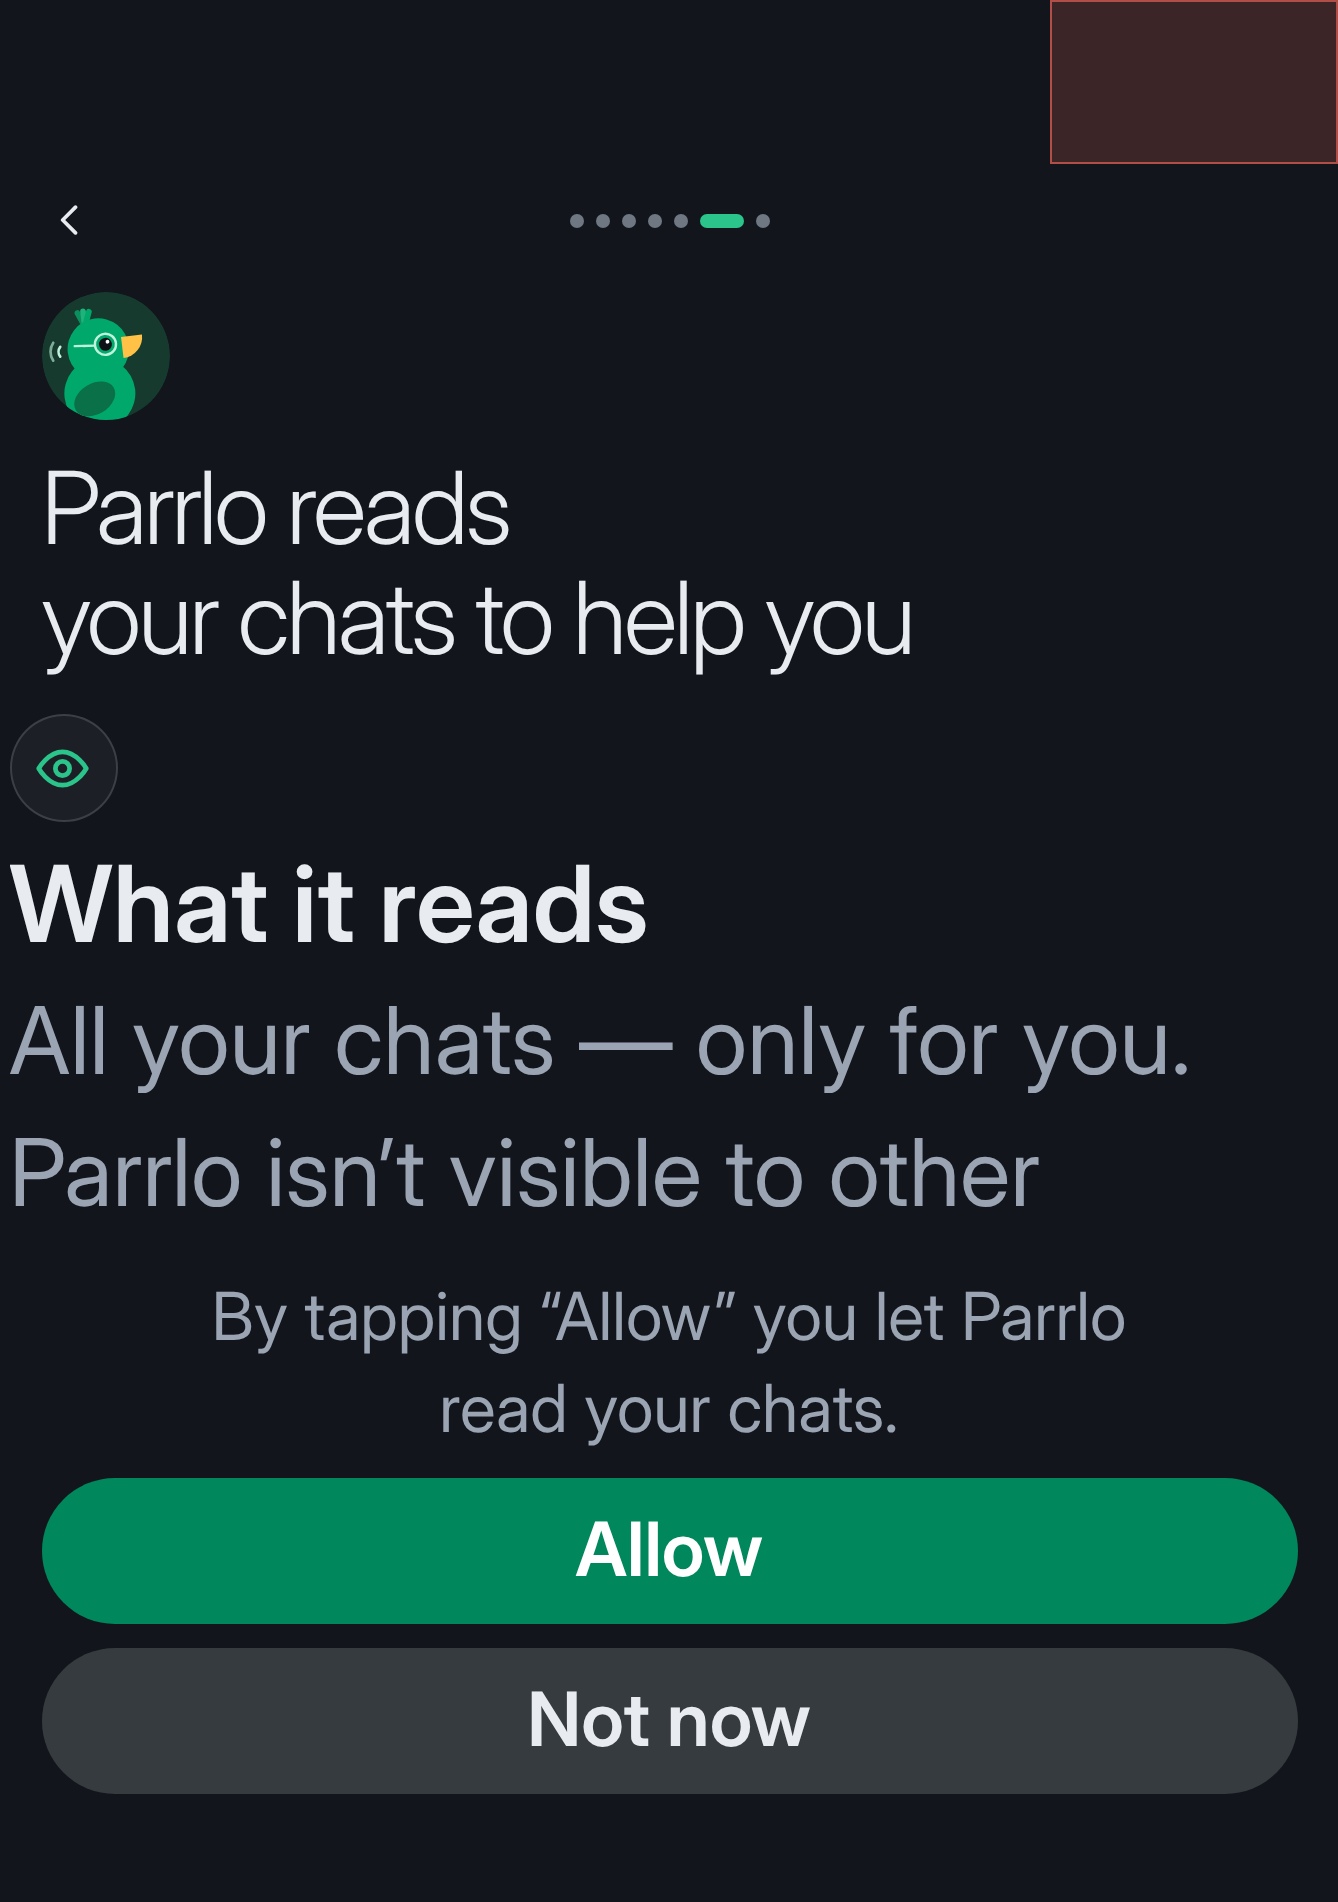 Parrlo reads
your chats to help you
What it reads
All your chats — only for you.
Parrlo isn’t visible to other
By tapping “Allow” you let Parrlo
read your chats.
Allow
Not now